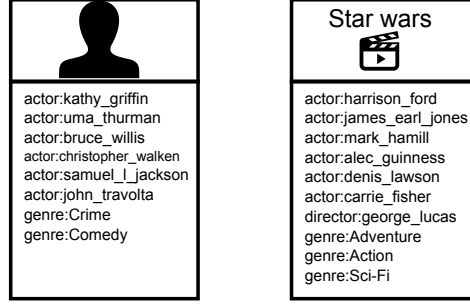 actor:kathy_griffin
actor:uma_thurman
actor:bruce_willis
actor:christopher_walken
actor:samuel_l_jackson
actor:john_travolta
genre:Crime
genre:Comedy
Star wars
actor:harrison_ford
actor:james_earl_jones
actor:mark_hamill
actor:alec_guinness
actor:denis_lawson
actor:carrie_fisher
director:george_lucas
genre:Adventure
genre:Action
genre:Sci-Fi